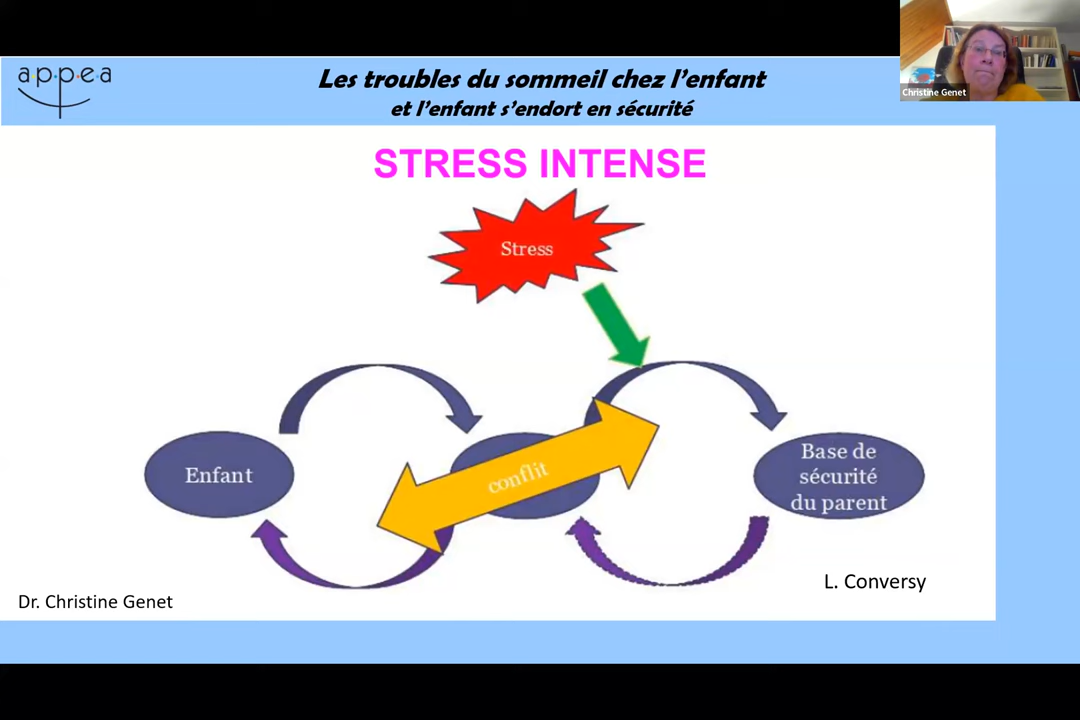 appea
Les troubles du sommeil chez l'enfant
et l'enfant s'endort en sécurité
Christine Genet
STRESS INTENSE
Stress
Enfant
conflit
Base de
sécurité
du parent
L. Conversy
Dr. Christine Genet